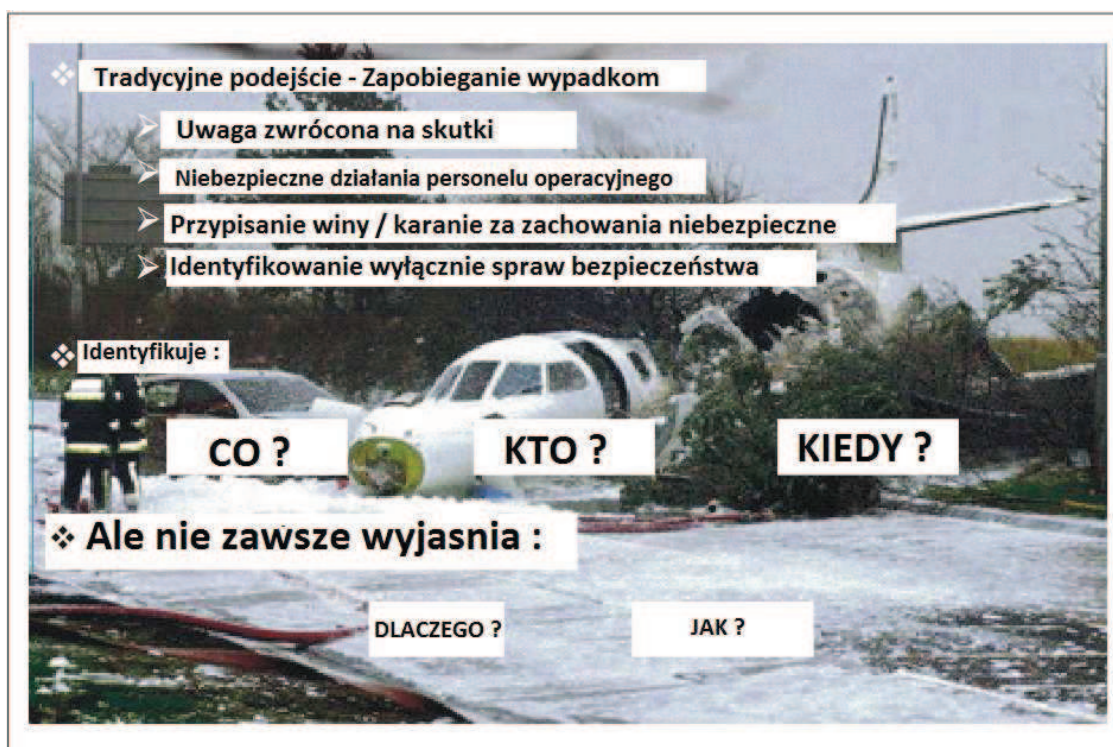 ❖ Tradycyjne podejście - Zapobieganie wypadkom
➢ Uwaga zwrócona na skutki
➢ Niebezpieczne działania personelu operacyjnego
➢ Przypisanie winy / karanie za zachowania niebezpieczne
➢ Identyfikowanie wyłącznie spraw bezpieczeństwa
❖ Identyfikuje :
CO ? KTO ? KIEDY ?
❖ Ale nie zawsze wyjasnia :
DLACZEGO ? JAK ?